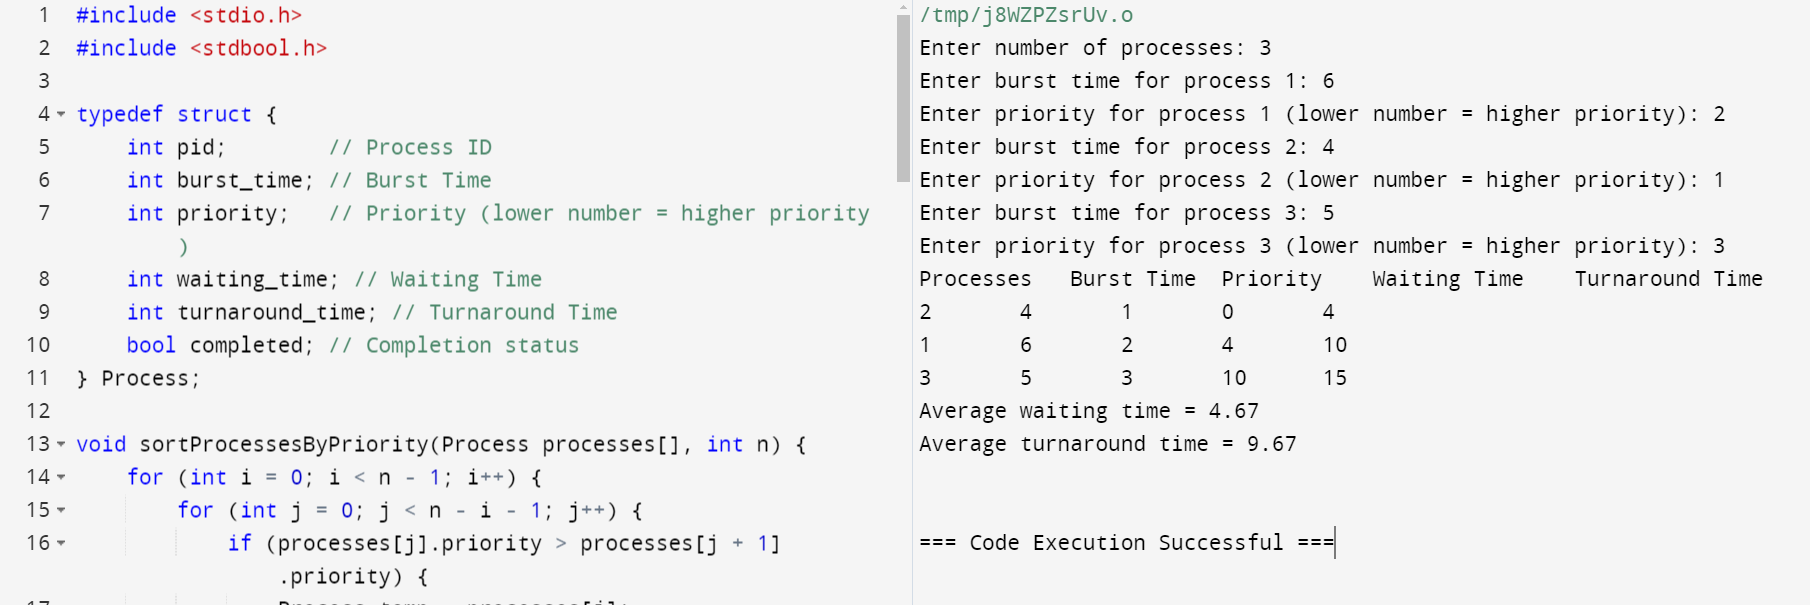 1 #include <stdio.h>
2 #include <stdbool.h>
3
4 typedef struct {
5 int pid; // Process ID
6 int burst_time; // Burst Time
7 int priority; // Priority (lower number = higher priority
)
8 int waiting_time; // Waiting Time
9 int turnaround_time; // Turnaround Time
10 bool completed; // Completion status
11 } Process;
12
13 void sortProcessesByPriority(Process processes[], int n) {
14 for (int i = 0; i < n - 1; i++) {
15 for (int j = 0; j < n - i - 1; j++) {
16 if (processes[j].priority > processes[j + 1]
.priority) {
/tmp/j8WZPZsrUv.o
Enter number of processes: 3
Enter burst time for process 1: 6
Enter priority for process 1 (lower number = higher priority): 2
Enter burst time for process 2: 4
Enter priority for process 2 (lower number = higher priority): 1
Enter burst time for process 3: 5
Enter priority for process 3 (lower number = higher priority): 3
Processes Burst Time Priority Waiting Time Turnaround Time
2 4 1 0 4
1 6 2 4 10
3 5 3 10 15
Average waiting time = 4.67
Average turnaround time = 9.67
=== Code Execution Successful ===